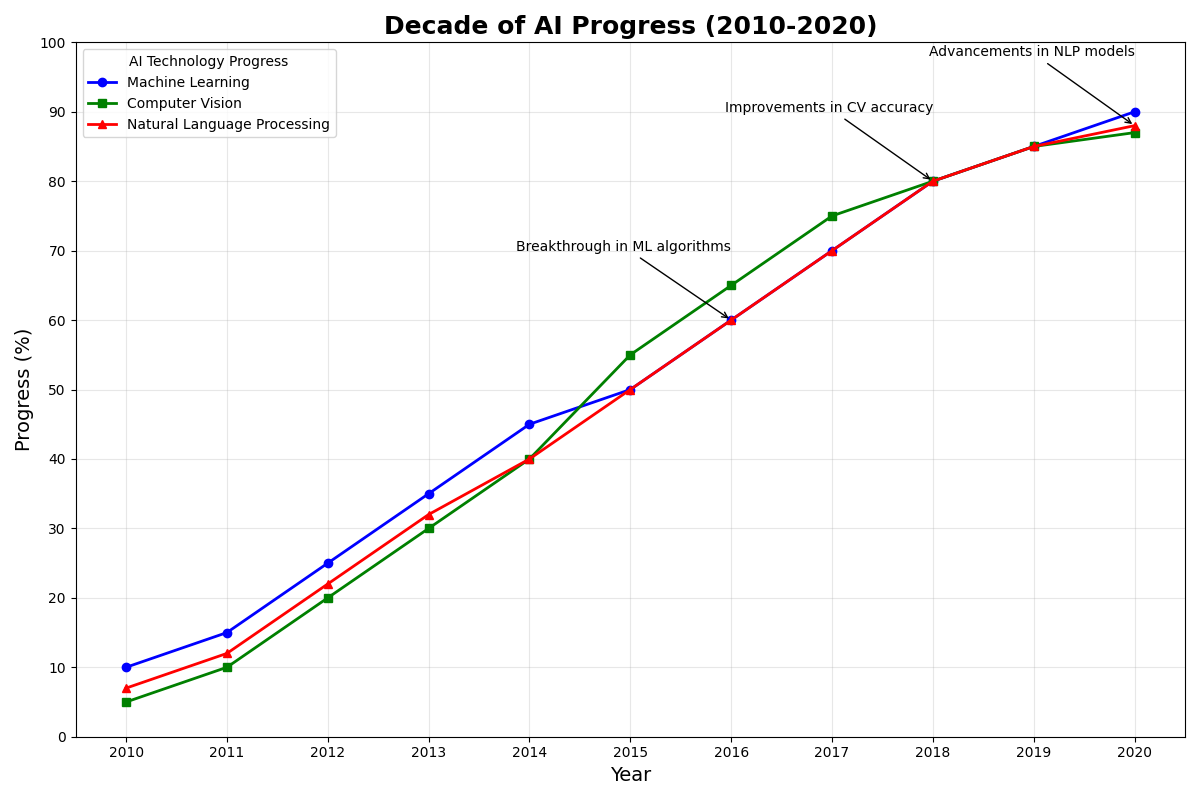 Decade of AI Progress (2010-2020)
AI Technology Progress
Machine Learning
Computer Vision
Natural Language Processing
Advancements in NLP models
Improvements in CV accuracy
Breakthrough in ML algorithms
Progress (%)
100
90
80
70
60
50
40
30
20
10
0
2010 2011 2012 2013 2014 2015 2016 2017 2018 2019 2020
Year